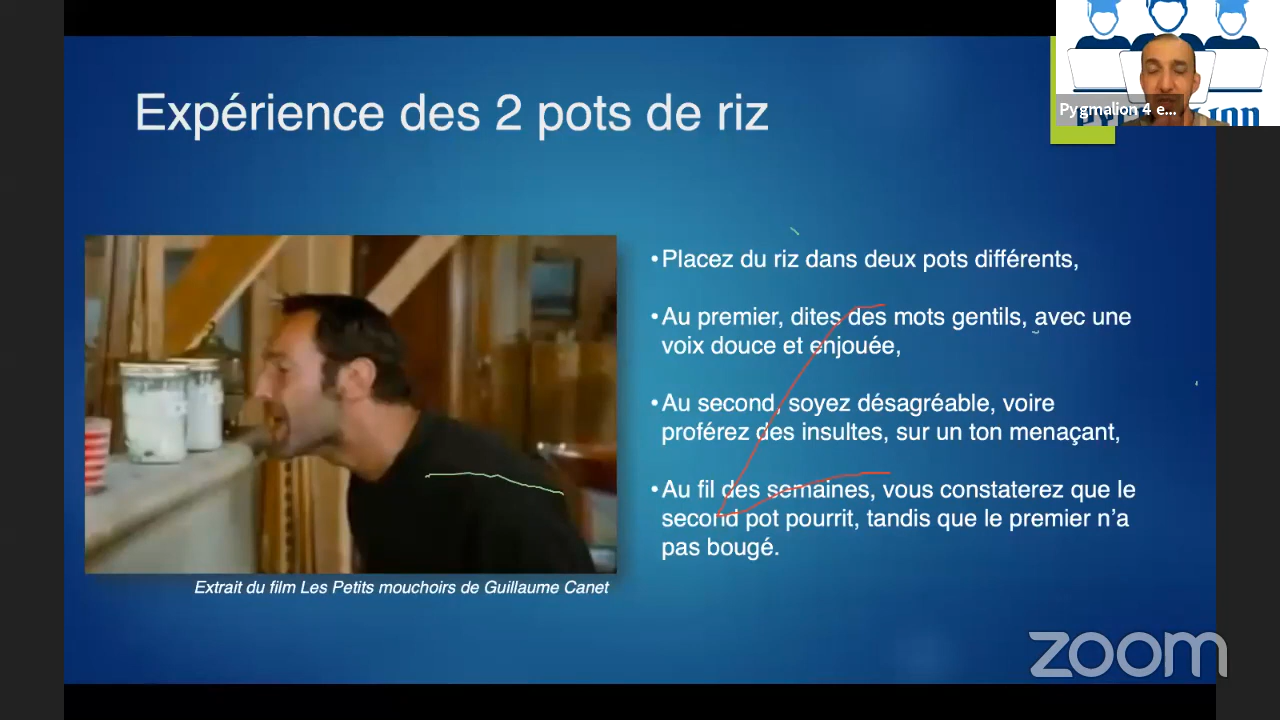 Expérience des 2 pots de riz
Pygmalion 4 e...
•Placez du riz dans deux pots différents,
•Au premier, dites des mots gentils, avec une
voix douce et enjouée,
•Au second, soyez désagréable, voire
proférez des insultes, sur un ton menaçant,
•Au fil des semaines, vous constaterez que le
second pot pourrit, tandis que le premier n'a
pas bougé.
Extrait du film Les Petits mouchoirs de Guillaume Canet
zoom